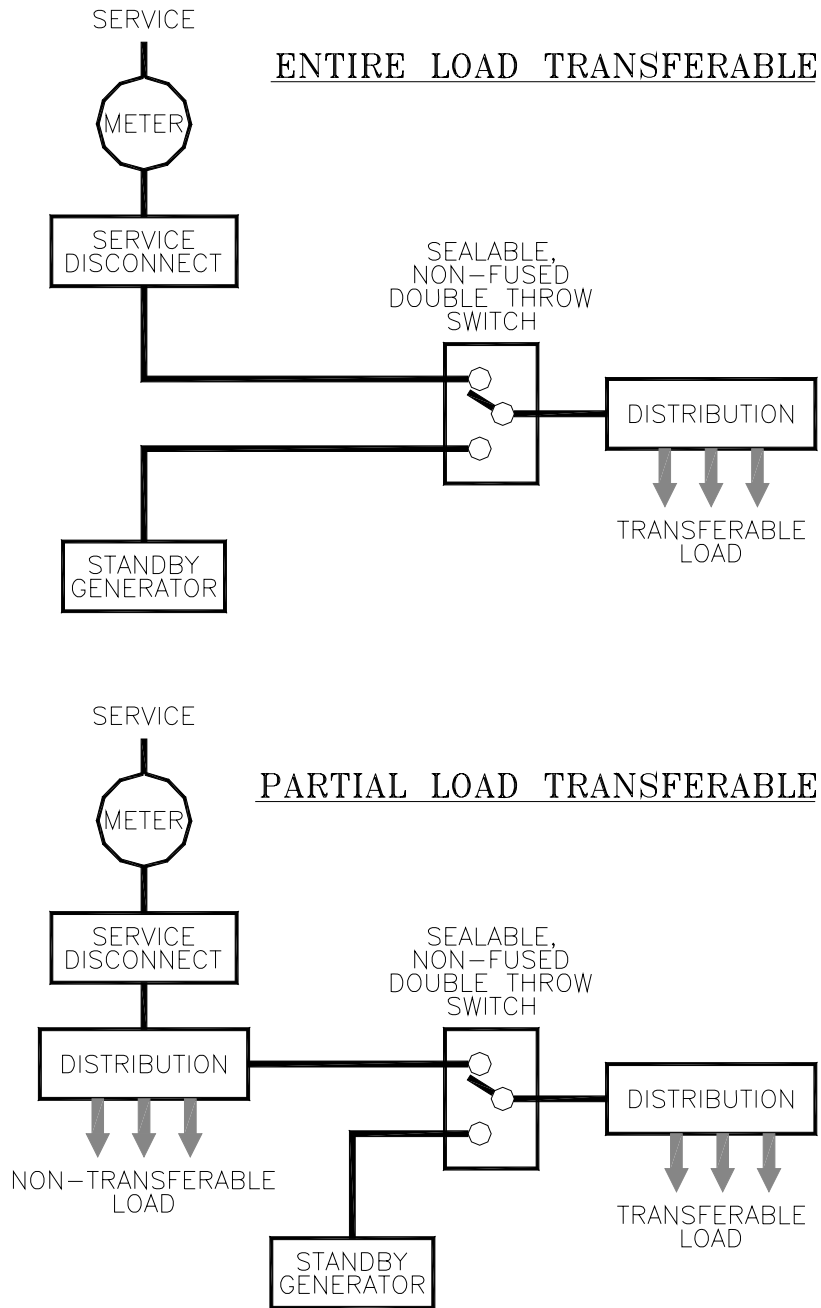 SERVICE
ENTIRE LOAD TRANSFERABLE
METER
SERVICE
DISCONNECT
SEALABLE,
NON-FUSED
DOUBLE THROW
SWITCH
DISTRIBUTION
TRANSFERABLE
LOAD
STANDBY
GENERATOR
SERVICE
PARTIAL LOAD TRANSFERABLE
METER
SERVICE
DISCONNECT
SEALABLE,
NON-FUSED
DOUBLE THROW
SWITCH
DISTRIBUTION
DISTRIBUTION
NON-TRANSFERABLE
LOAD
TRANSFERABLE
LOAD
STANDBY
GENERATOR